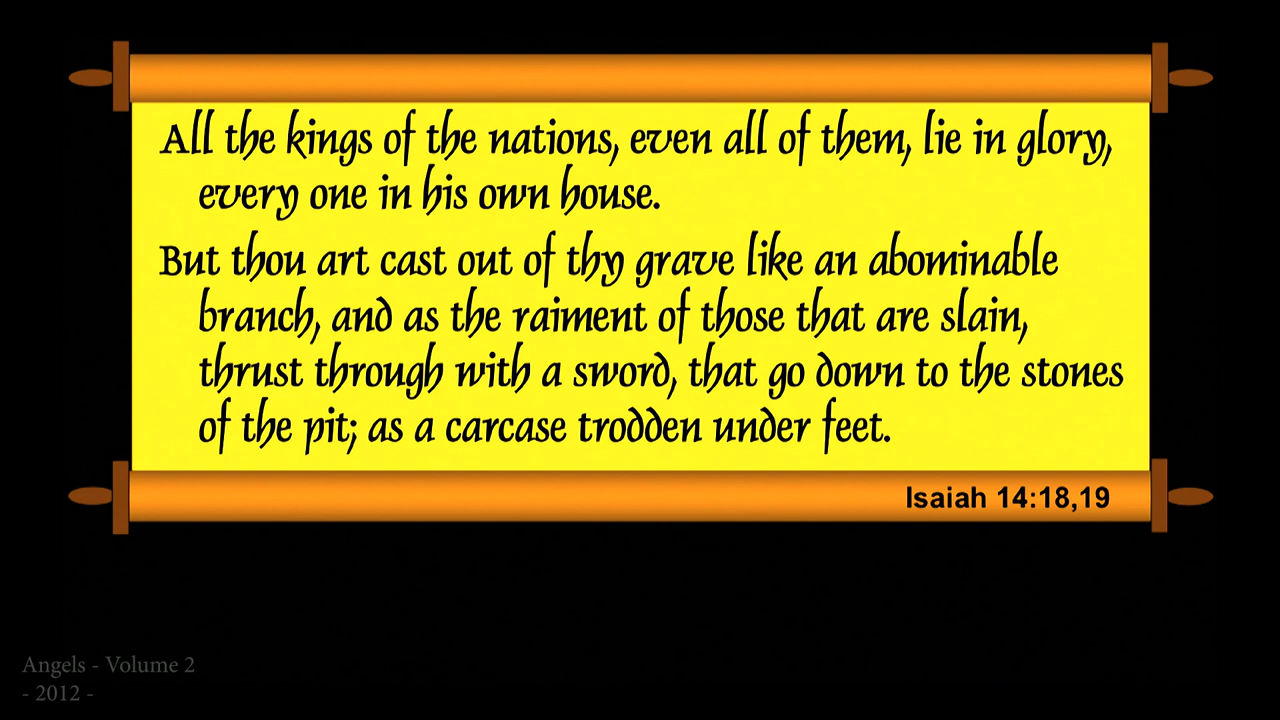 All the kings of the nations, even all of them, lie in glory,
every one in his own house.
But thou art cast out of thy grave like an abominable
branch, and as the raiment of those that are slain,
thrust through with a sword, that go down to the stones
of the pit; as a carcase trodden under feet.
Isaiah 14:18,19
Angels - Volume 2
- 2012 -